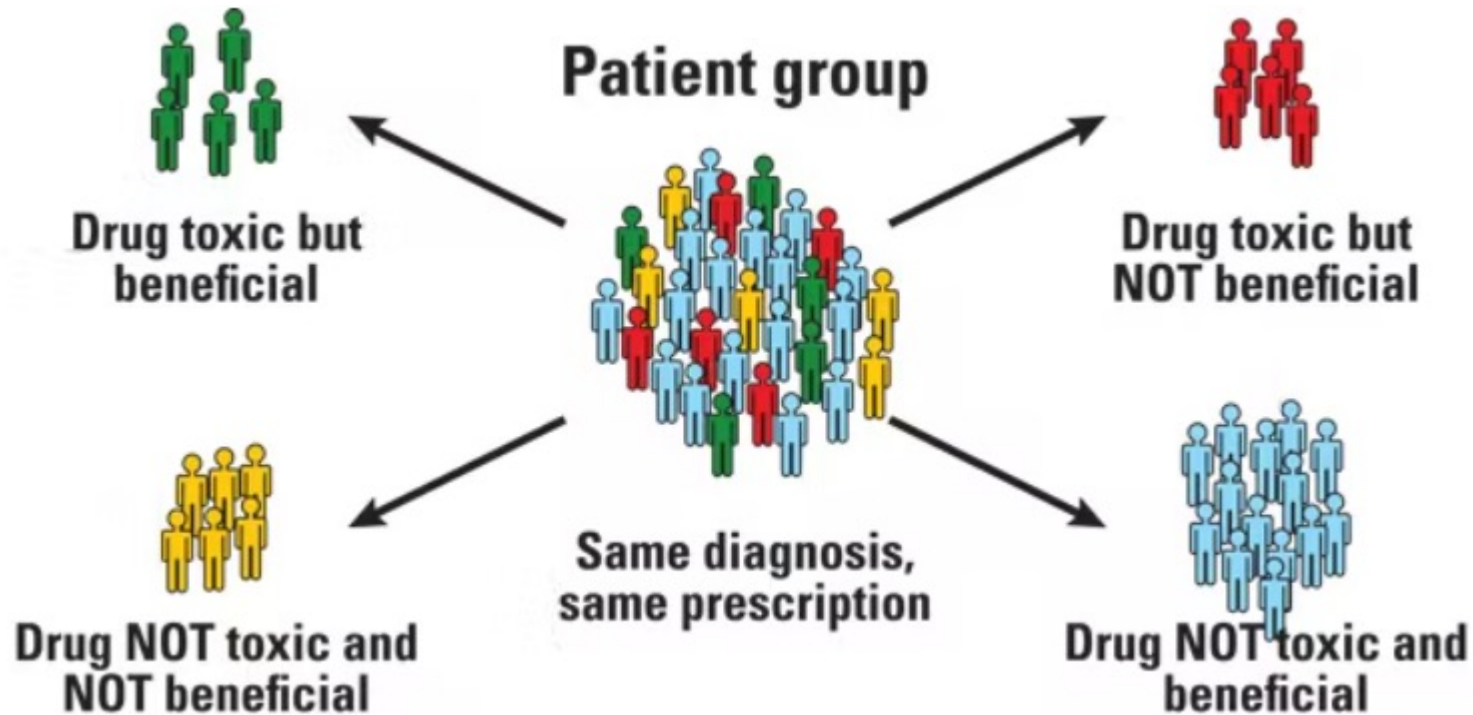 Patient group
Drug toxic but
beneficial
Drug toxic but
NOT beneficial
Same diagnosis,
same prescription
Drug NOT toxic and
NOT beneficial
Drug NOT toxic and
beneficial